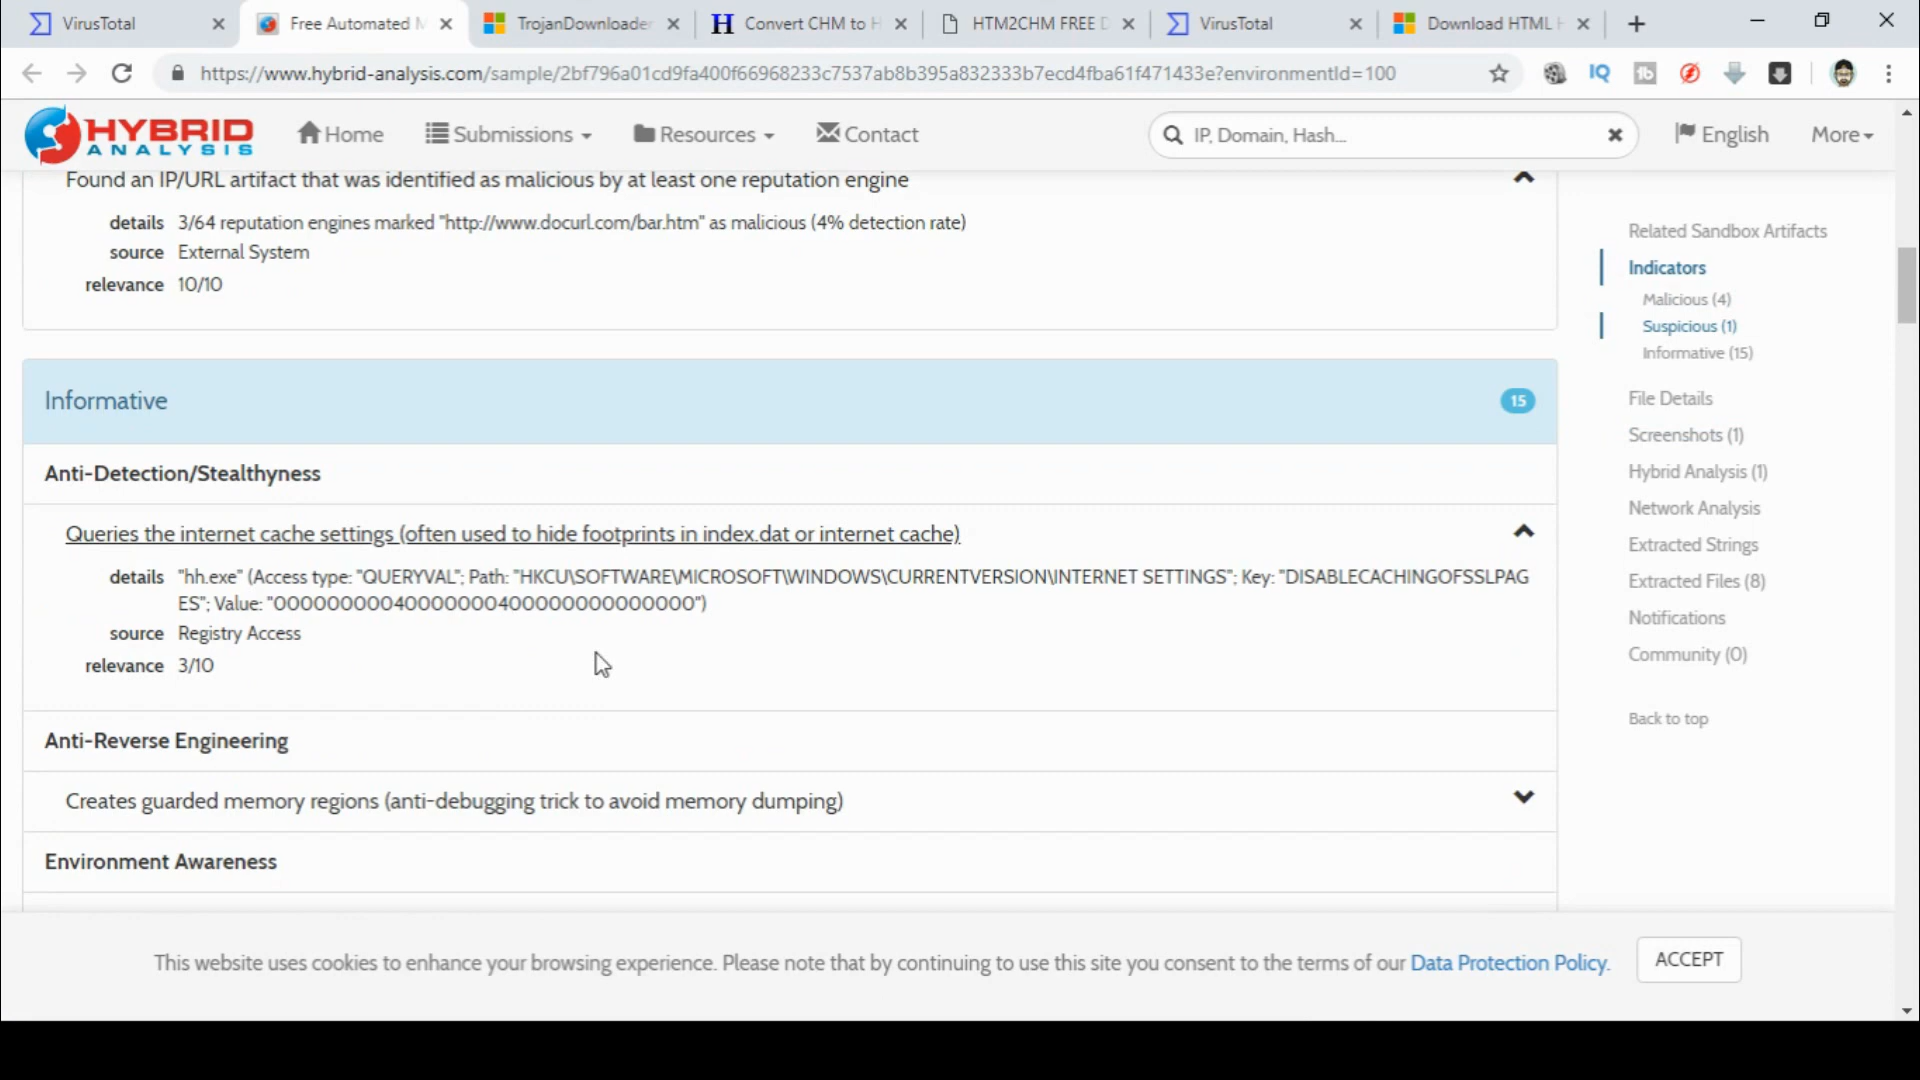 VirusTotal
Free Automated M
TrojanDownloader
H Convert CHM to H
HTM2CHM FREE D
VirusTotal
Download HTML H
https://www.hybrid-analysis.com/sample/2bf796a01cd9fa400f66968233c7537ab8b395a832333b7ecd4fba61f471433e?environmentId=100
IQ
HYBRID
ANALYSIS
Home
Submissions
Resources
Contact
IP, Domain, Hash...
English
More
Found an IP/URL artifact that was identified as malicious by at least one reputation engine
details 3/64 reputation engines marked "http://www.docurl.com/bar.htm" as malicious (4% detection rate)
source External System
relevance 10/10
Informative 15
Anti-Detection/Stealthyness
Queries the internet cache settings (often used to hide footprints in index.dat or internet cache)
details "hh.exe" (Access type: "QUERYVAL"; Path: "HKCU\SOFTWARE\MICROSOFT\WINDOWS\CURRENTVERSION\INTERNET SETTINGS"; Key: "DISABLECACHINGOFSSLPAG
ES"; Value: "00000000040000000400000000000000")
source Registry Access
relevance 3/10
Anti-Reverse Engineering
Creates guarded memory regions (anti-debugging trick to avoid memory dumping)
Environment Awareness
Related Sandbox Artifacts
Indicators
Malicious (4)
Suspicious (1)
Informative (15)
File Details
Screenshots (1)
Hybrid Analysis (1)
Network Analysis
Extracted Strings
Extracted Files (8)
Notifications
Community (0)
Back to top
This website uses cookies to enhance your browsing experience. Please note that by continuing to use this site you consent to the terms of our Data Protection Policy.
ACCEPT